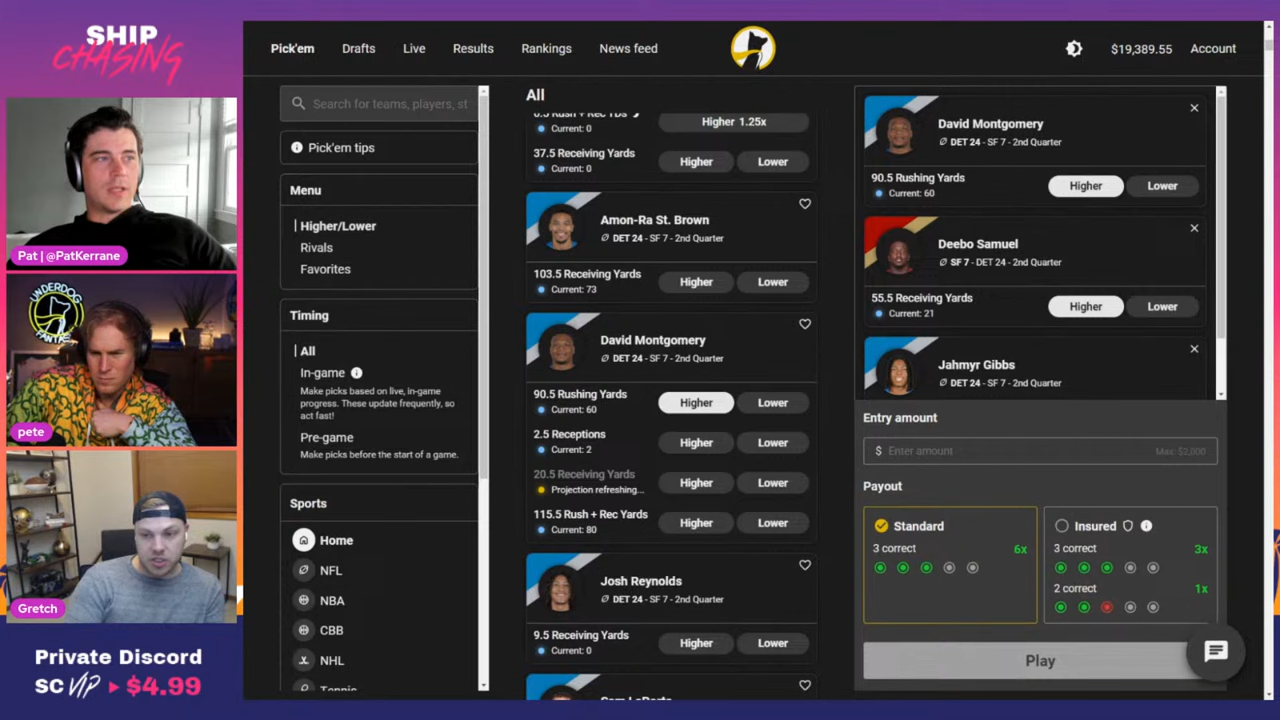 SHIP
CHASING
Pat | @PatKerrane
UNDERDOG
FANTASY
pete
Gretch
Private Discord
SC VIP ▸ $4.99
Pick'em
Drafts
Live
Results
Rankings
News feed
$19,389.55
Account
Search for teams, players, st
Pick'em tips
Menu
Higher/Lower
Rivals
Favorites
Timing
All
In-game
Make picks based on live, in-game
progress. These update frequently, so
act fast!
Pre-game
Make picks before the start of a game.
Sports
Home
NFL
NBA
CBB
NHL
Tennis
All
0.5 Rush + Rec TDs
Current: 0
Higher 1.25x
37.5 Receiving Yards
Current: 0
Higher
Lower
Amon-Ra St. Brown
DET 24 - SF 7 - 2nd Quarter
103.5 Receiving Yards
Current: 73
Higher
Lower
David Montgomery
DET 24 - SF 7 - 2nd Quarter
90.5 Rushing Yards
Current: 60
Higher
Lower
2.5 Receptions
Current: 2
Higher
Lower
20.5 Receiving Yards
Projection refreshing...
Higher
Lower
115.5 Rush + Rec Yards
Current: 80
Higher
Lower
Josh Reynolds
DET 24 - SF 7 - 2nd Quarter
9.5 Receiving Yards
Current: 0
Higher
Lower
Sam LaPorta
David Montgomery
DET 24 - SF 7 - 2nd Quarter
90.5 Rushing Yards
Current: 60
Higher
Lower
Deebo Samuel
SF 7 - DET 24 - 2nd Quarter
55.5 Receiving Yards
Current: 21
Higher
Lower
Jahmyr Gibbs
DET 24 - SF 7 - 2nd Quarter
Entry amount
$ Enter amount
Max: $2,000
Payout
Standard
3 correct
6x
Insured
3 correct
3x
2 correct
1x
Play